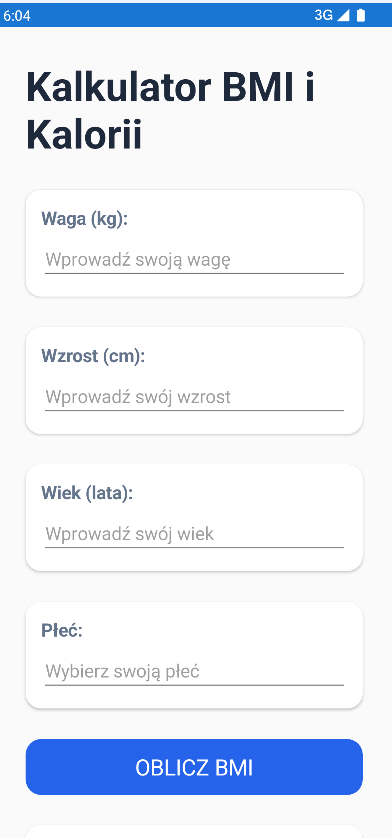 6:04 3G
Kalkulator BMI i
Kalorii
Waga (kg):
Wprowadź swoją wagę
Wzrost (cm):
Wprowadź swój wzrost
Wiek (lata):
Wprowadź swój wiek
Płeć:
Wybierz swoją płeć
OBLICZ BMI